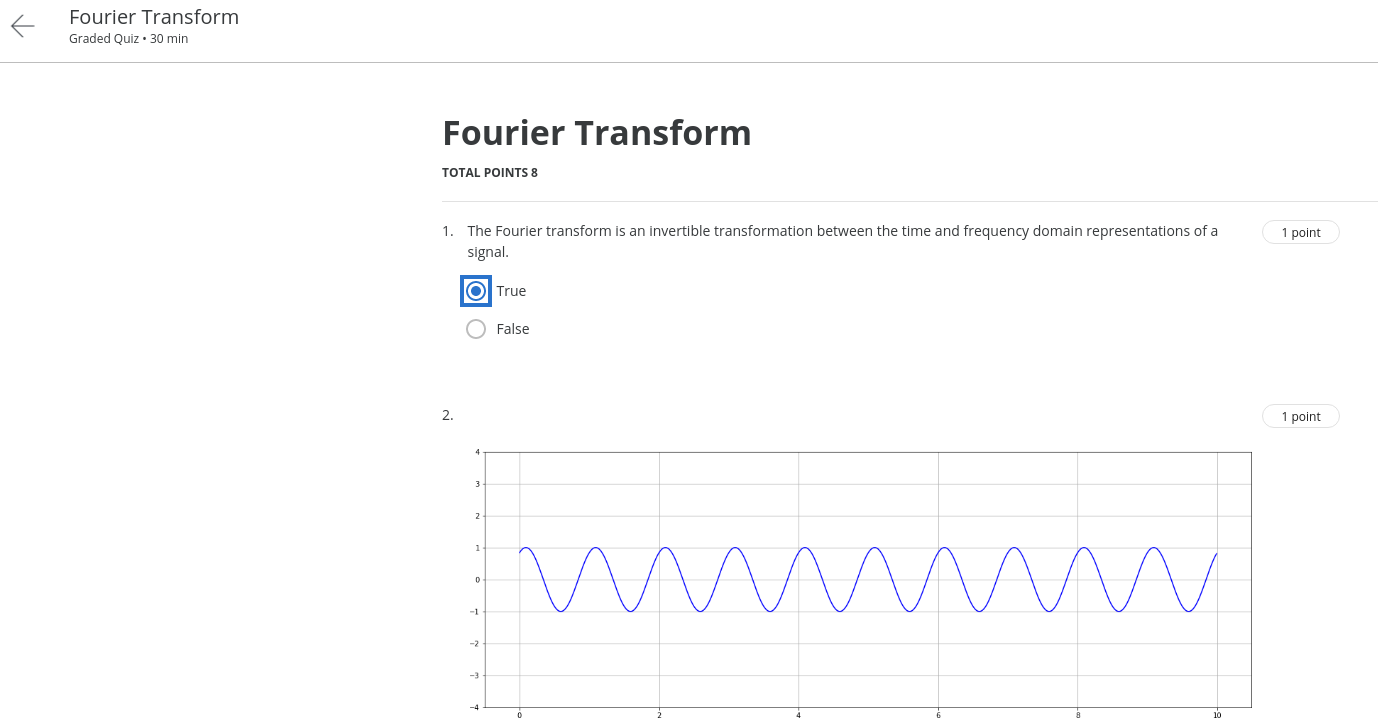 Fourier Transform
Graded Quiz • 30 min
Fourier Transform
TOTAL POINTS 8
1. The Fourier transform is an invertible transformation between the time and frequency domain representations of a
signal.
1 point
True
False
2.
1 point
4
3
2
1
0
−1
−2
−3
−4
0 2 4 6 8 10